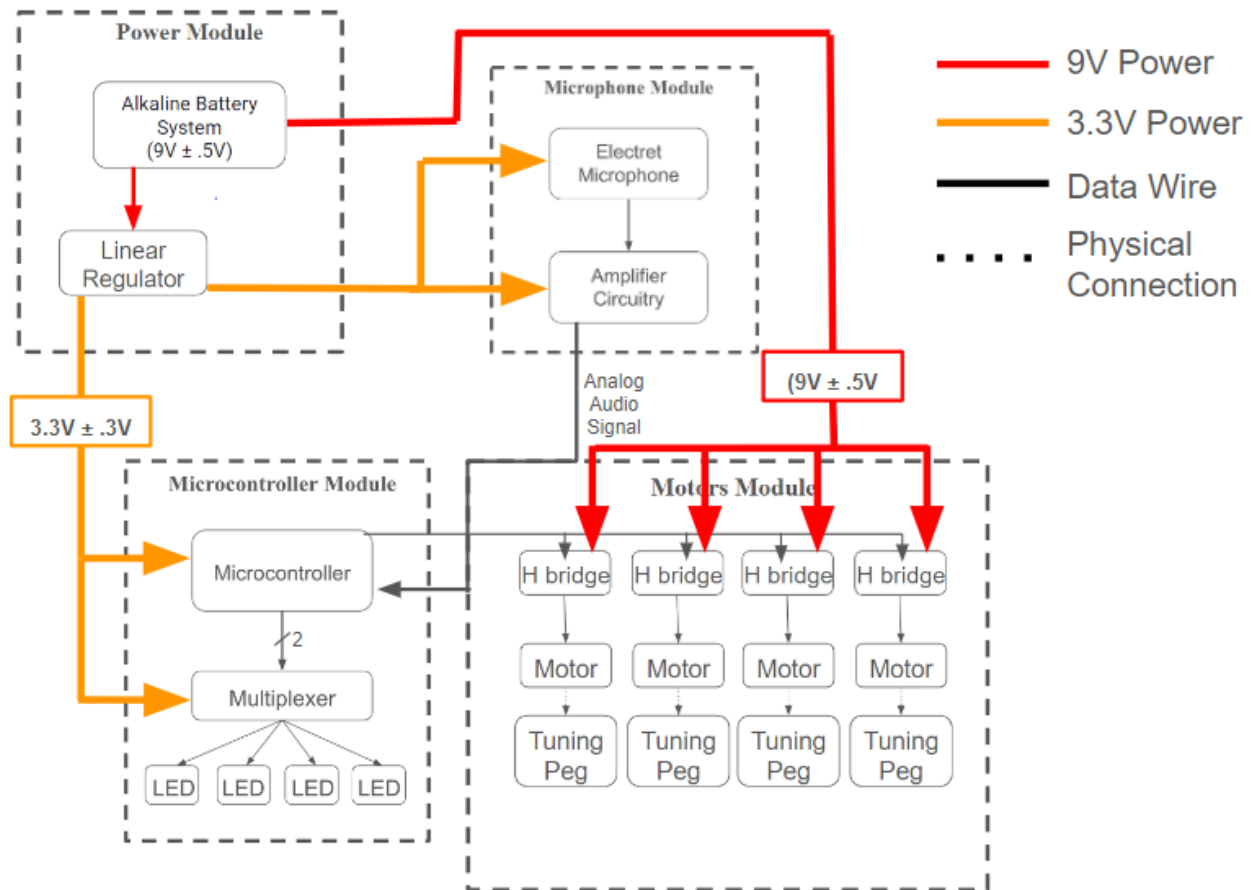 Power Module
Alkaline Battery
System
(9V ± .5V)
Linear
Regulator
Microphone Module
Electret
Microphone
Amplifier
Circuitry
9V Power
3.3V Power
Data Wire
Physical
Connection
Analog
Audio
Signal
(9V ± .5V
3.3V ± .3V
Microcontroller Module
Microcontroller
2
Multiplexer
LED LED LED LED
Motors Module
H bridge H bridge H bridge H bridge
Motor Motor Motor Motor
Tuning Tuning Tuning Tuning
Peg Peg Peg Peg